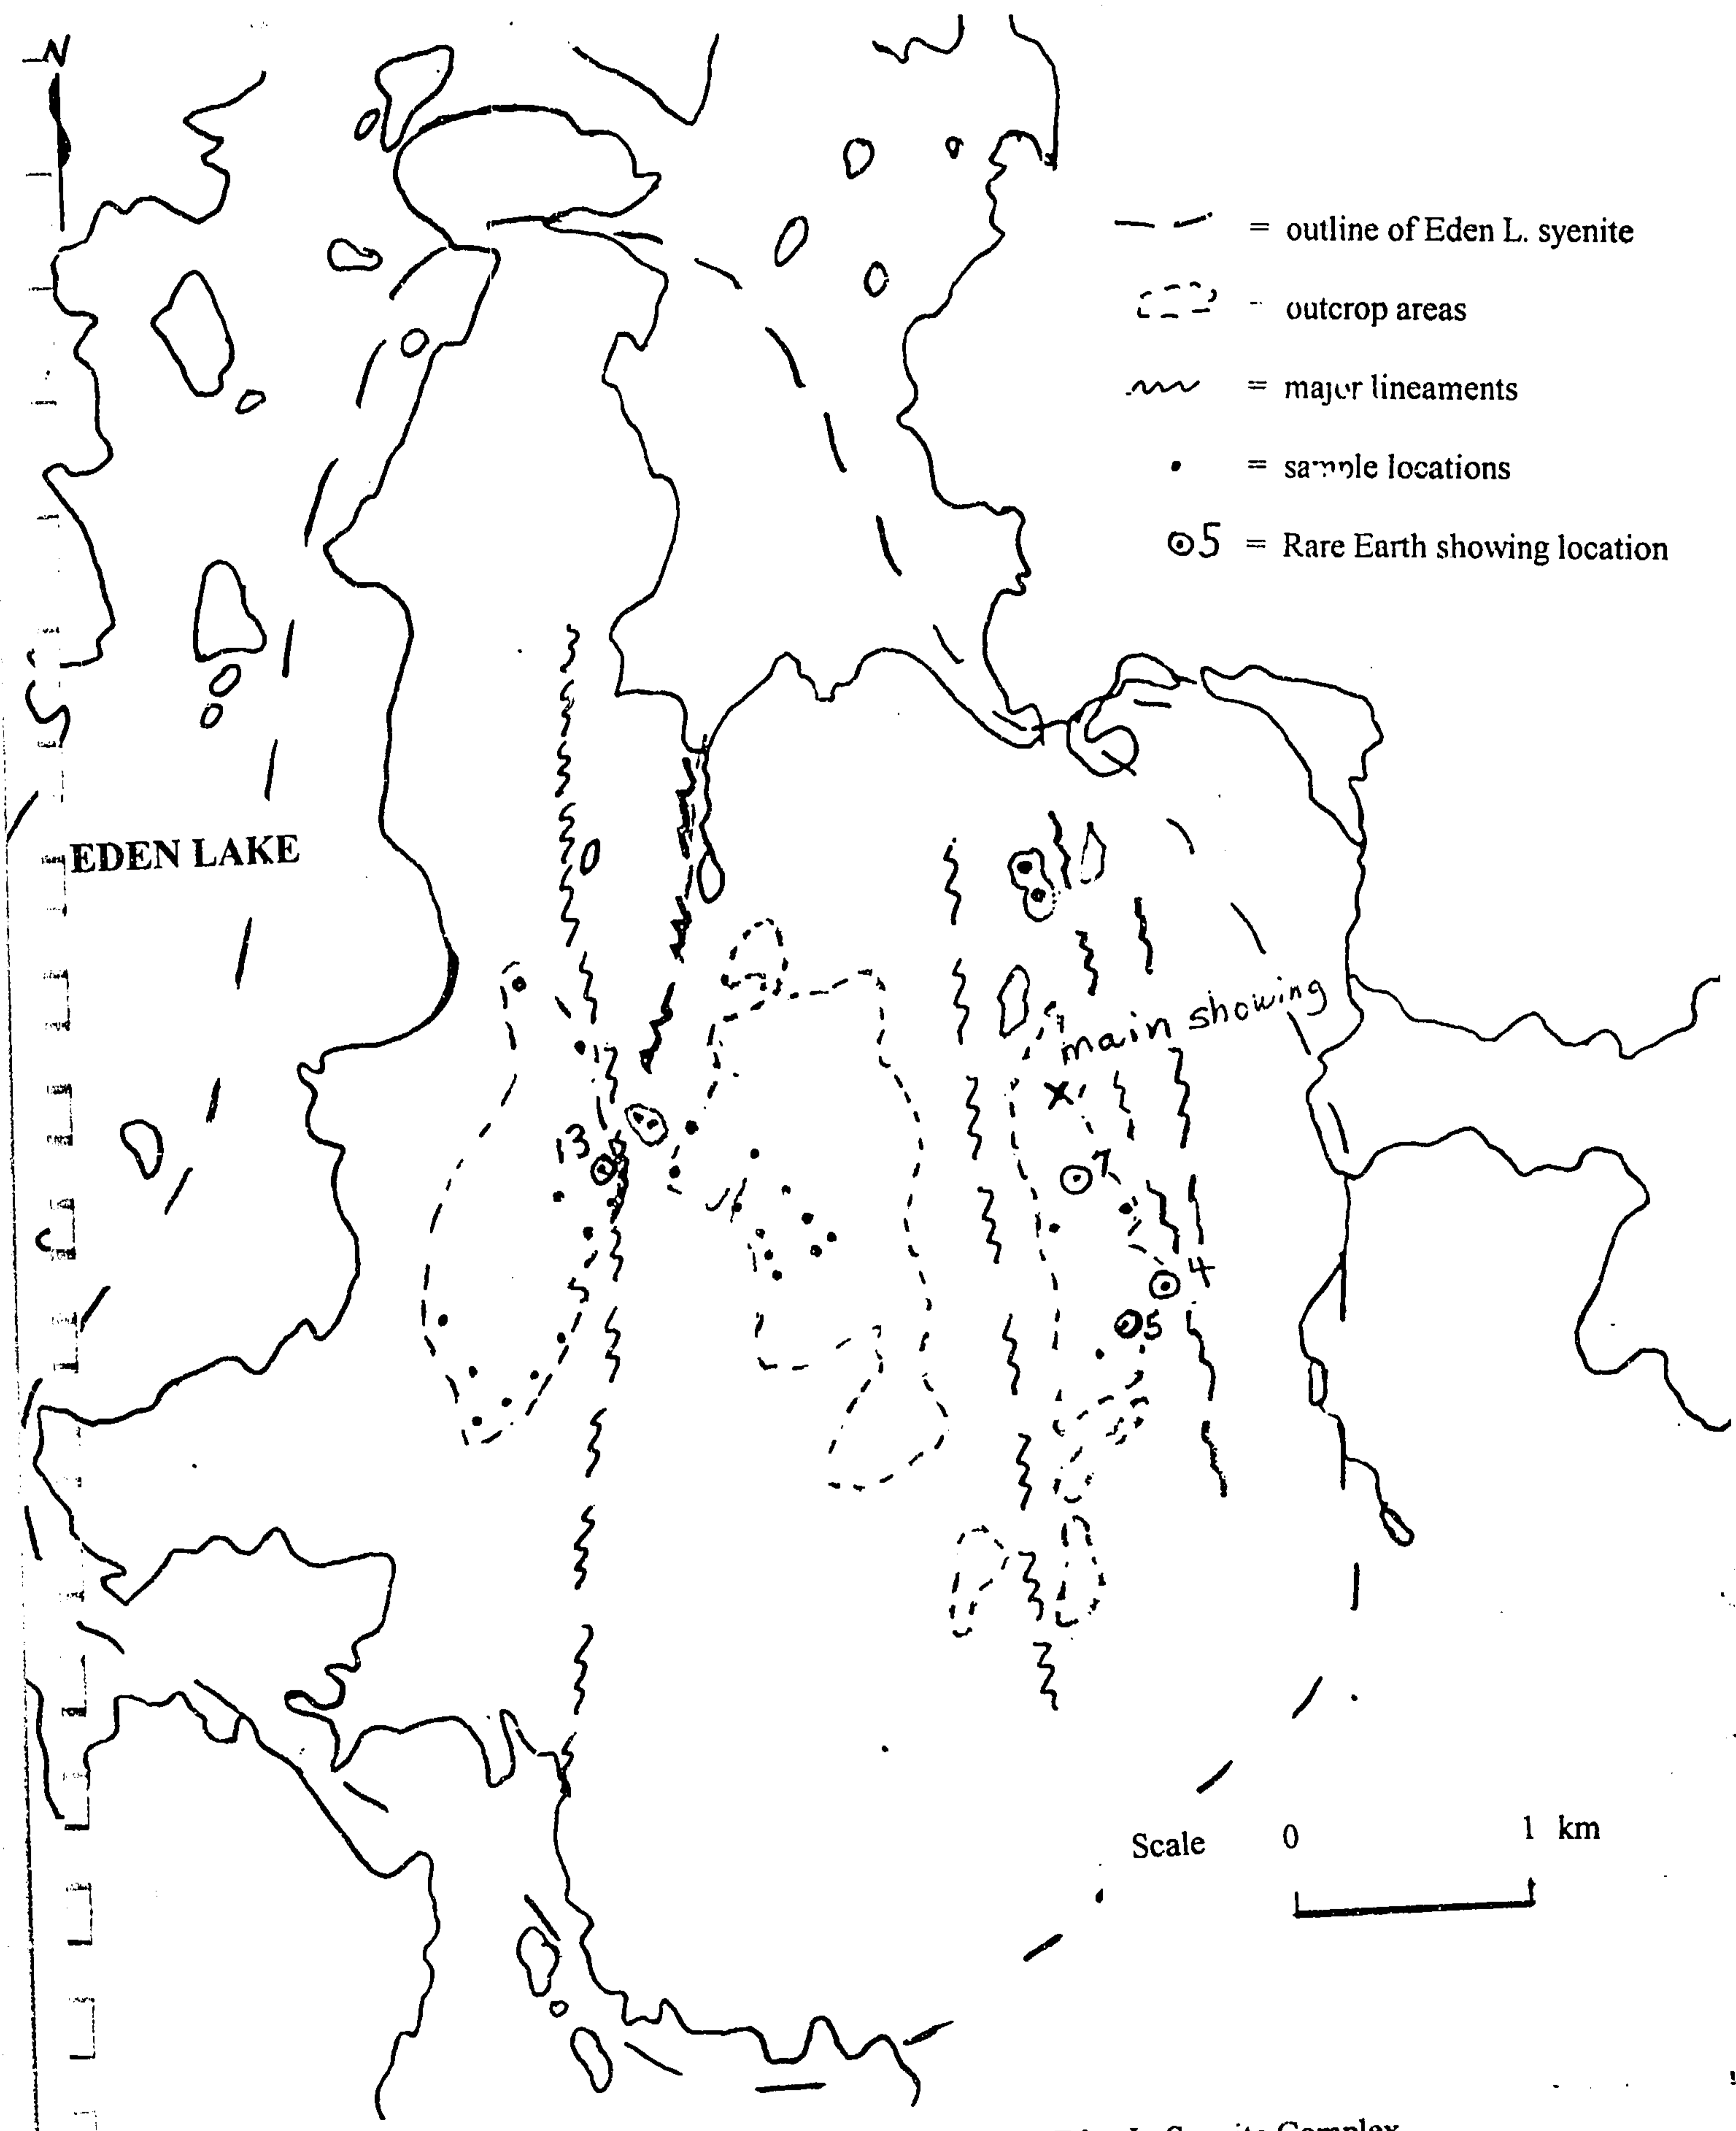 N
= outline of Eden L. syenite
- outcrop areas
= major lineaments
= sample locations
5 = Rare Earth showing location
EDEN LAKE
main showing
13
7
4
5
Scale 0 1 km